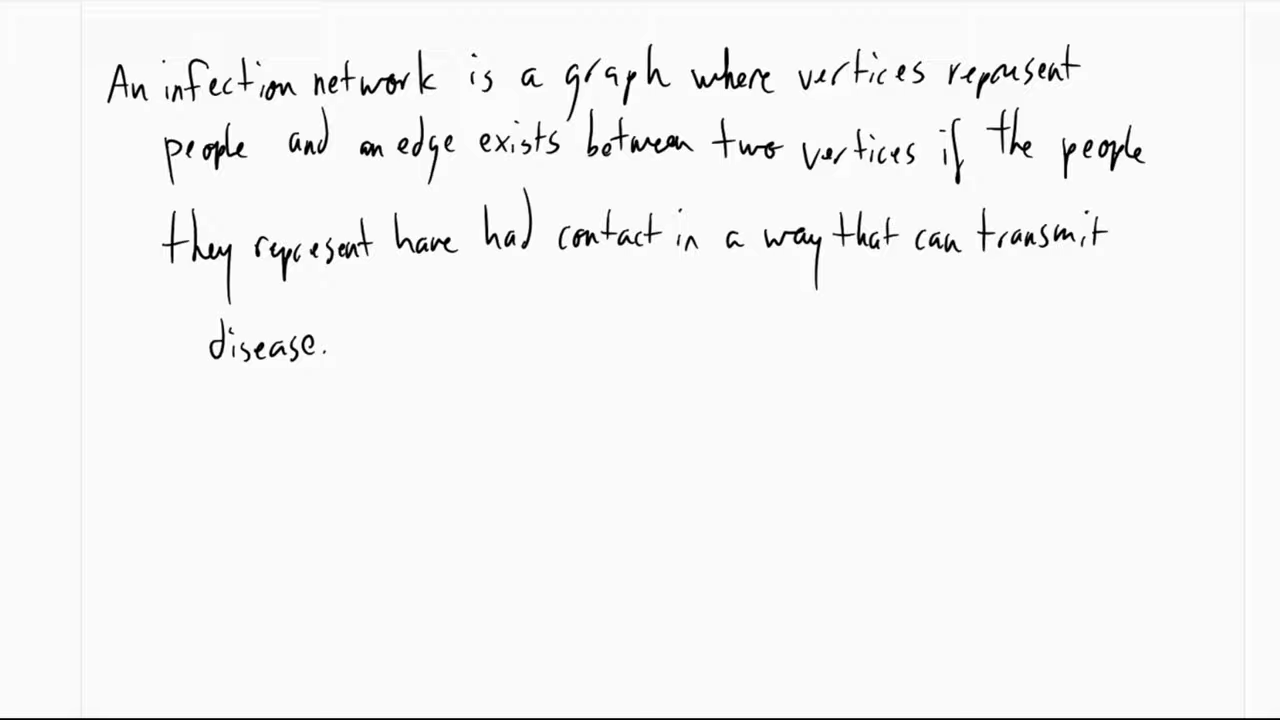 An infection network is a graph where vertices represent
people and an edge exists between two vertices if the people
they represent have had contact in a way that can transmit
disease.